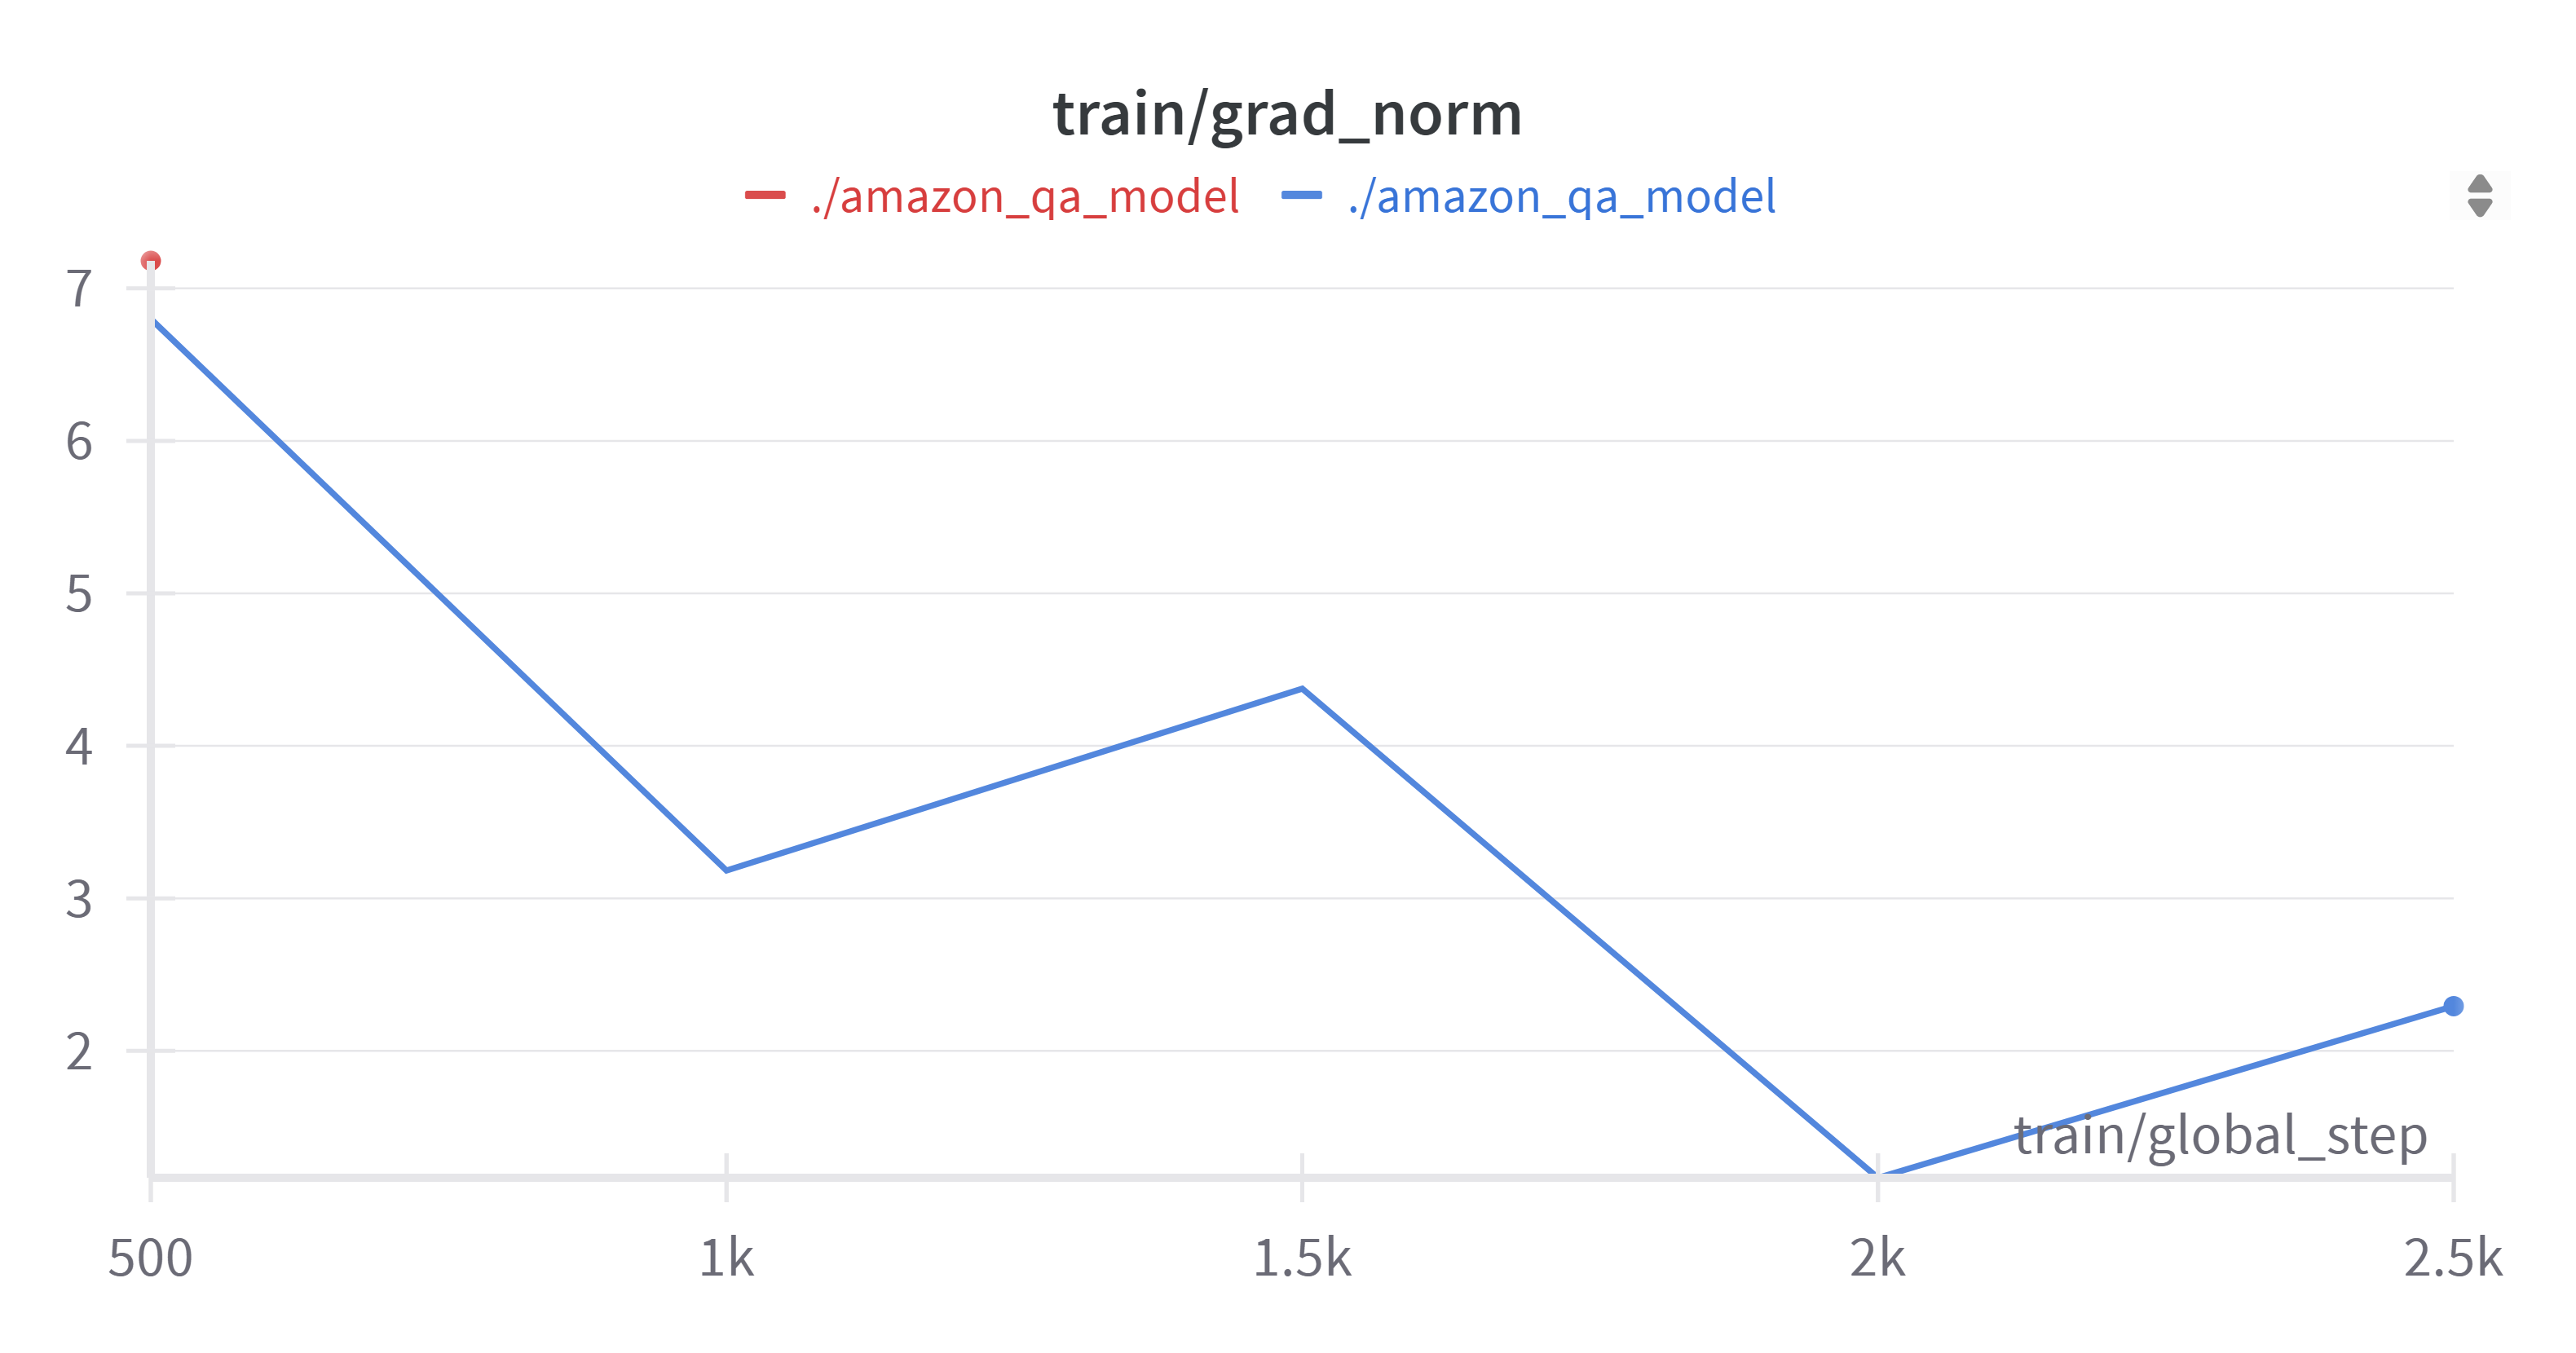 train/grad_norm
./amazon_qa_model ./amazon_qa_model
7
6
5
4
3
2
train/global_step
500 1k 1.5k 2k 2.5k